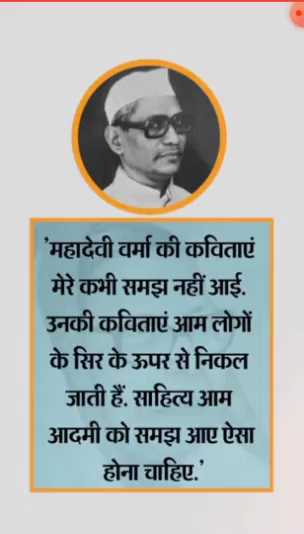 'महादेवी वर्मा की कविताएं
मेरे कभी समझ नहीं आई.
उनकी कविताएं आम लोगों
के सिर के ऊपर से निकल
जाती हैं. साहित्य आम
आदमी को समझ आए ऐसा
होना चाहिए.'